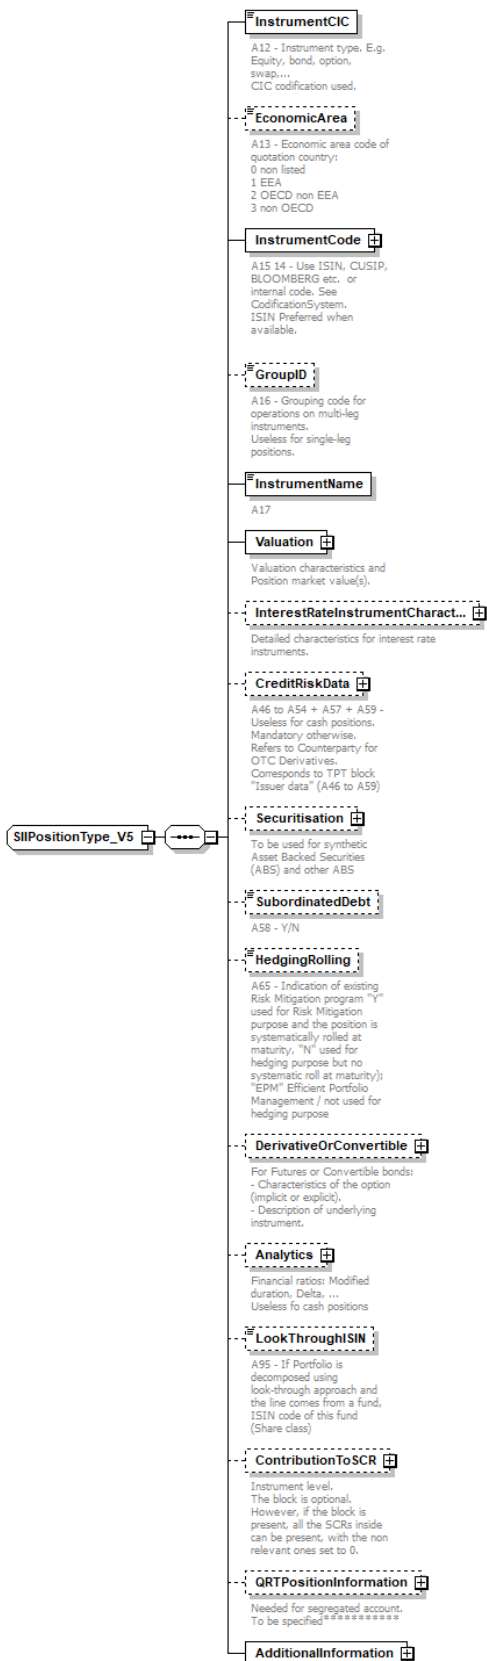 InstrumentCIC
A12 - Instrument type. E.g.
Equity, bond, option,
swap,...
CIC codification used.
EconomicArea
A13 - Economic area code of
quotation country:
0 non listed
1 EEA
2 OECD non EEA
3 non OECD
InstrumentCode
A15 14 - Use ISIN, CUSIP,
BLOOMBERG etc.  or
internal code. See
CodificationSystem.
ISIN Preferred when
available.
GroupID
A16 - Grouping code for
operations on multi-leg
instruments.
Useless for single-leg
positions.
InstrumentName
A17
Valuation
Valuation characteristics and
Position market value(s).
InterestRateInstrumentCharact...
Detailed characteristics for interest rate
instruments.
CreditRiskData
A46 to A54 + A57 + A59 -
Useless for cash positions.
Mandatory otherwise.
Refers to Counterparty for
OTC Derivatives.
Corresponds to TPT block
"Issuer data" (A46 to A59)
SIIPositionType_V5
Securitisation
To be used for synthetic
Asset Backed Securities
(ABS) and other ABS
SubordinatedDebt
A58 - Y/N
HedgingRolling
A65 - Indication of existing
Risk Mitigation program "Y"
used for Risk Mitigation
purpose and the position is
systematically rolled at
maturity, "N" used for
hedging purpose but no
systematic roll at maturity);
"EPM" Efficient Portfolio
Management / not used for
hedging purpose
DerivativeOrConvertible
For Futures or Convertible bonds:
- Characteristics of the option
(implicit or explicit).
- Description of underlying
instrument.
Analytics
Financial ratios: Modified
duration, Delta, ...
Useless fo cash positions
LookThroughISIN
A95 - If Portfolio is
decomposed using
look-through approach and
the line comes from a fund,
ISIN code of this fund
(Share class)
ContributionToSCR
Instrument level.
The block is optional.
However, if the block is
present, all the SCRs inside
can be present, with the non
relevant ones set to 0.
QRTPositionInformation
Needed for segregated account.
To be specified***********
AdditionalInformation